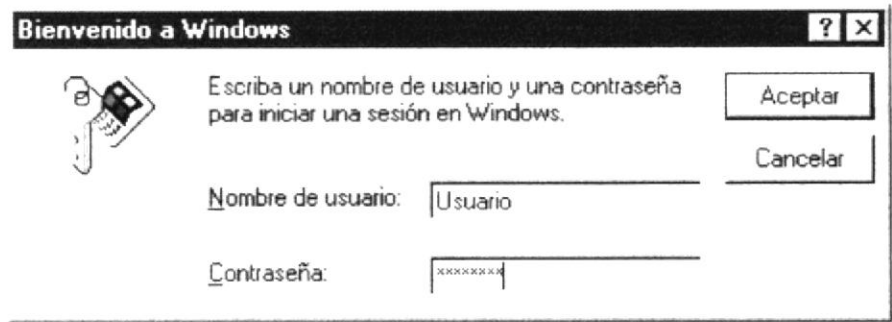 Bienvenido a Windows
Escriba un nombre de usuario y una contraseña
para iniciar una sesión en Windows.
Aceptar
Cancelar
Nombre de usuario: Usuario
Contraseña: ××××××××